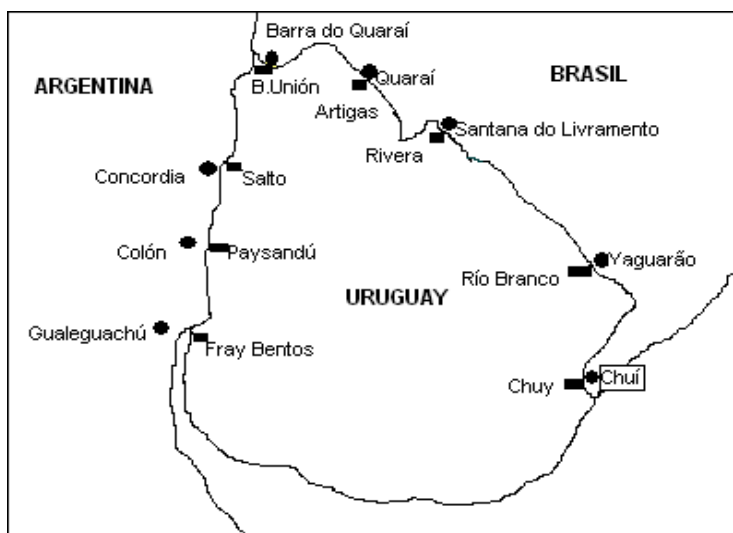 Barra do Quaraí
ARGENTINA
BRASIL
B.Unión
Quaraí
Artigas
Santana do Livramento
Rivera
Concordia
Salto
Colón
Paysandú
Yaguarão
Río Branco
URUGUAY
Gualeguachú
Fray Bentos
Chuy
Chuí